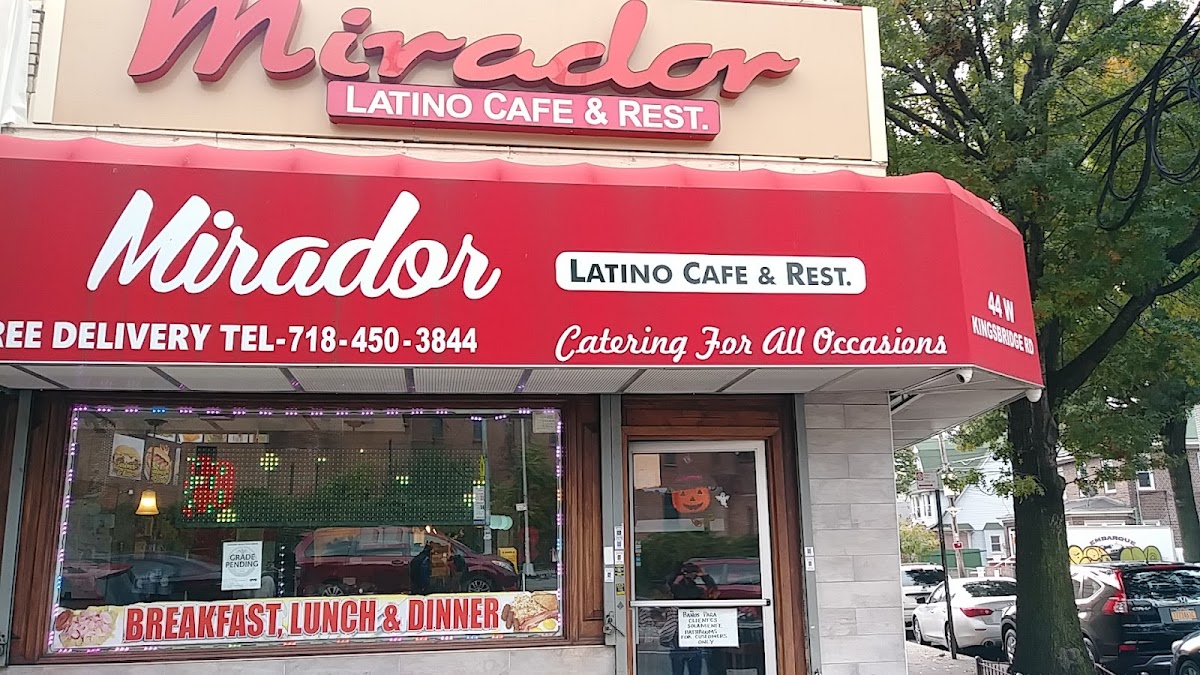 Mirador
LATINO CAFE & REST.
Mirador
LATINO CAFE & REST.
REE DELIVERY TEL-718-450-3844
Catering For All Occasions
44 W
KINGSBRIDGE RD
GRADE
PENDING
BREAKFAST, LUNCH & DINNER
BAÑOS PARA
CLIENTES
SOLAMENTE
BATHROOMS
FOR CUSTOMERS
ONLY
EMBARQUE